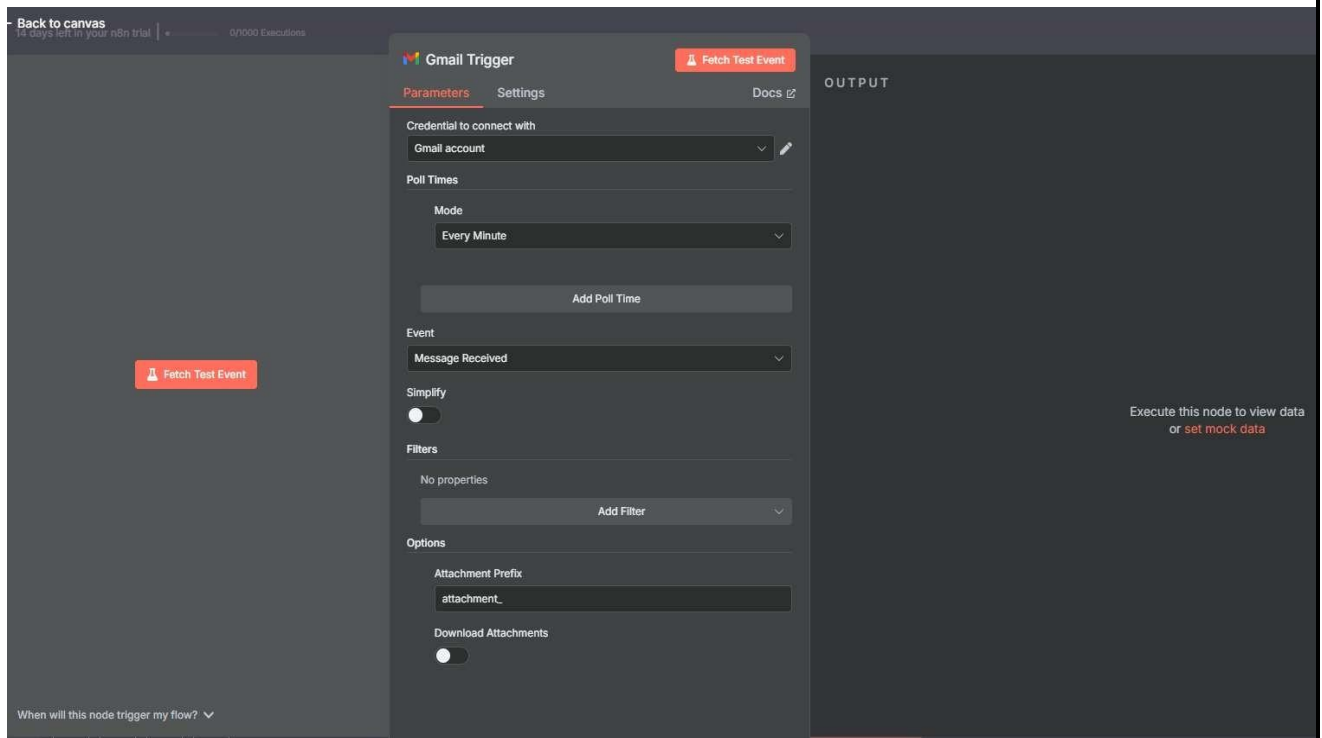 Back to canvas
14 days left in your n8n trial
0/1000 Executions
Gmail Trigger
Fetch Test Event
Parameters Settings Docs
OUTPUT
Credential to connect with
Gmail account
Poll Times
Mode
Every Minute
Add Poll Time
Event
Message Received
Fetch Test Event
Simplify
Execute this node to view data
or set mock data
Filters
No properties
Add Filter
Options
Attachment Prefix
attachment_
Download Attachments
When will this node trigger my flow?